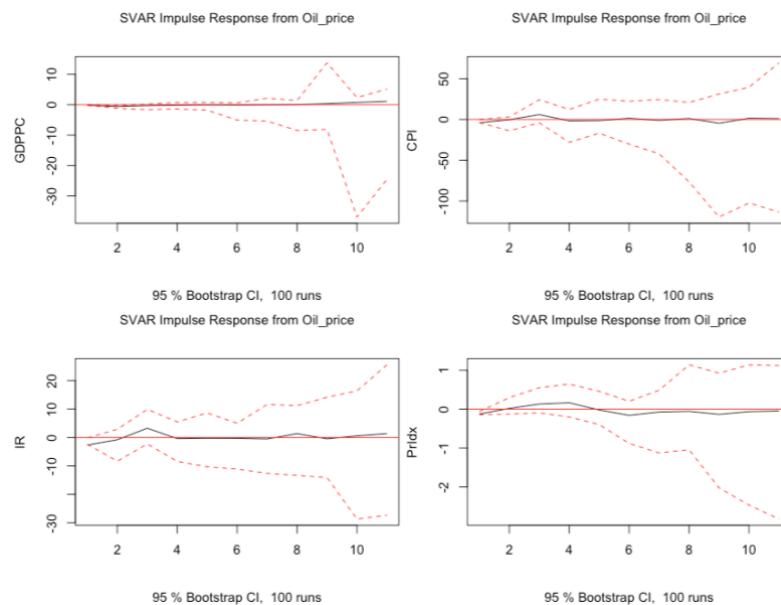 SVAR Impulse Response from Oil_price
GDPPC
10
0
-10
-20
-30
2 4 6 8 10
95 % Bootstrap CI, 100 runs
SVAR Impulse Response from Oil_price
CPI
50
0
-50
-100
2 4 6 8 10
95 % Bootstrap CI, 100 runs
SVAR Impulse Response from Oil_price
IR
20
10
0
-10
-30
2 4 6 8 10
95 % Bootstrap CI, 100 runs
SVAR Impulse Response from Oil_price
PrIdx
1
0
-1
-2
2 4 6 8 10
95 % Bootstrap CI, 100 runs